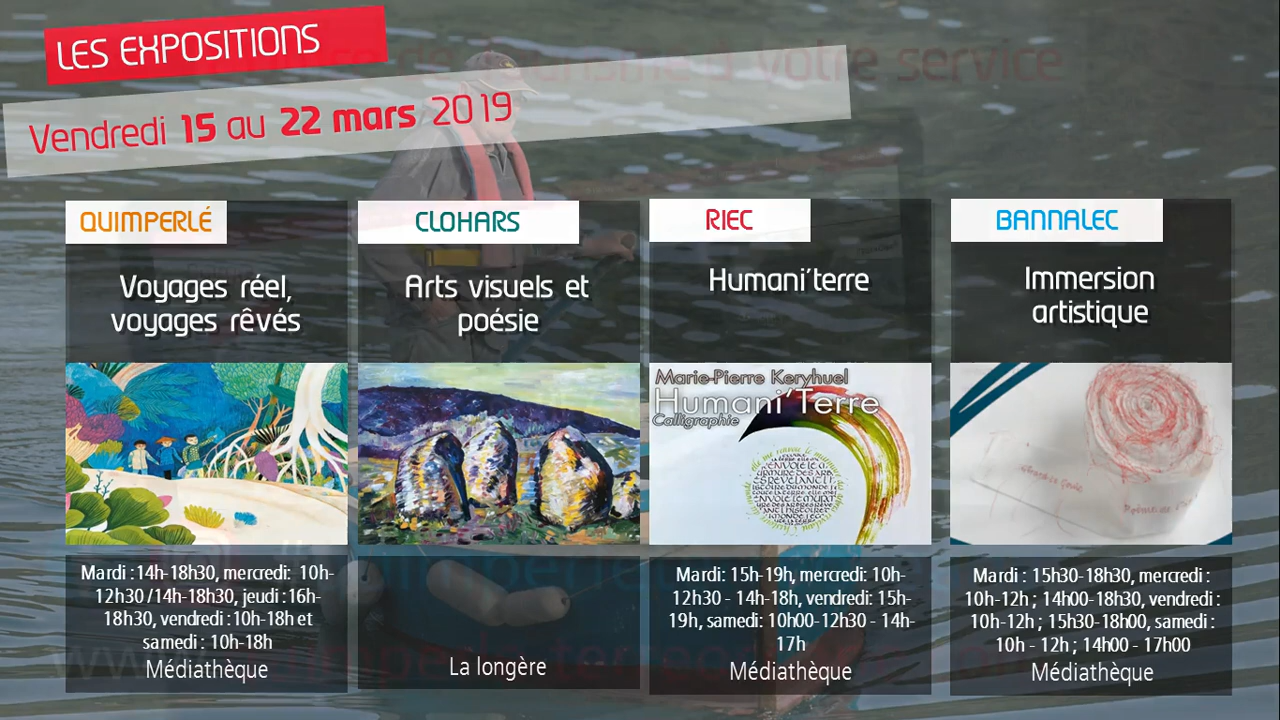 LES EXPOSITIONS
tourisme à votre service
Vendredi 15 au 22 mars 2019
QUIMPERLÉ
Voyages réel,
voyages rêvés
Mardi : 14h-18h30, mercredi: 10h-
12h30 / 14h-18h30, jeudi : 16h-
18h30, vendredi : 10h-18h et
samedi : 10h-18h
Médiathèque
CLOHARS
Arts visuels et
poésie
La longère
RIEC
Humani'terre
Marie-Pierre Keryhuel
Humani'Terre
Calligraphie
Mardi: 15h-19h, mercredi: 10h-
12h30 - 14h-18h, vendredi: 15h-
19h, samedi: 10h00-12h30 - 14h-
17h
Médiathèque
BANNALEC
Immersion
artistique
Mardi : 15h30-18h30, mercredi :
10h-12h ; 14h00-18h30, vendredi :
10h-12h ; 15h30-18h00, samedi :
10h - 12h ; 14h00 - 17h00
Médiathèque